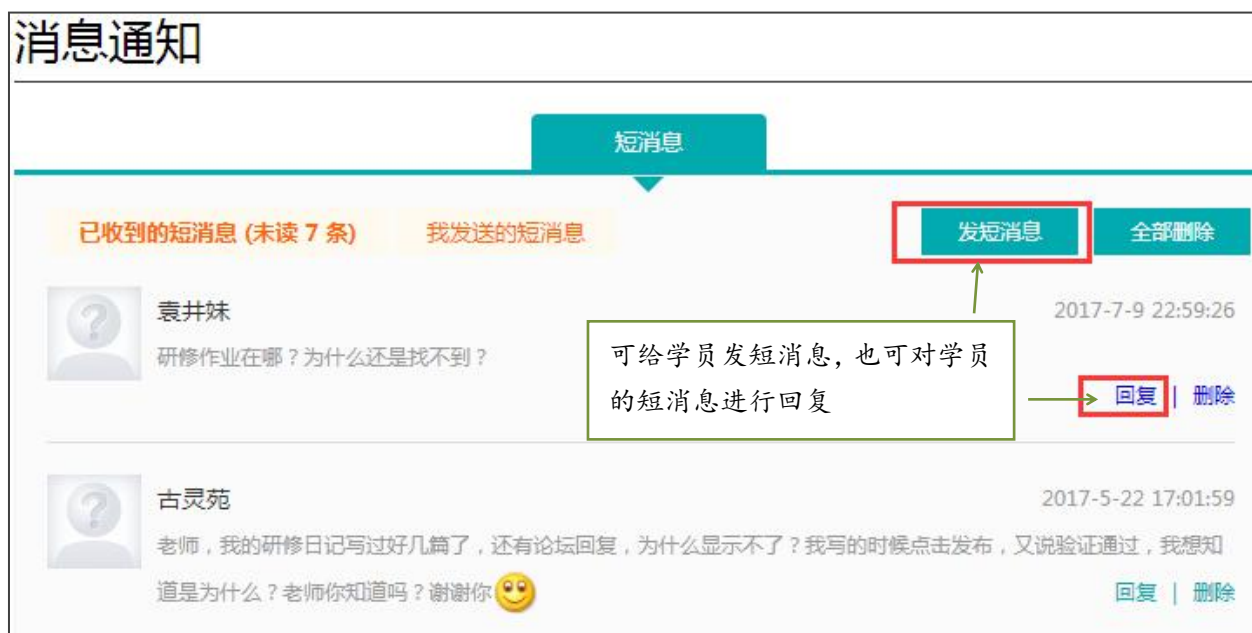 消息通知
短消息
已收到的短消息 (未读 7 条) 我发送的短消息 发短消息 全部删除
袁井妹 2017-7-9 22:59:26
研修作业在哪？为什么还是找不到？
可给学员发短消息，也可对学员
的短消息进行回复
回复 | 删除
古灵苑 2017-5-22 17:01:59
老师，我的研修日记写过好几篇了，还有论坛回复，为什么显示不了？我写的时候点击发布，又说验证通过，我想知
道是为什么？老师你知道吗？谢谢你
回复 | 删除